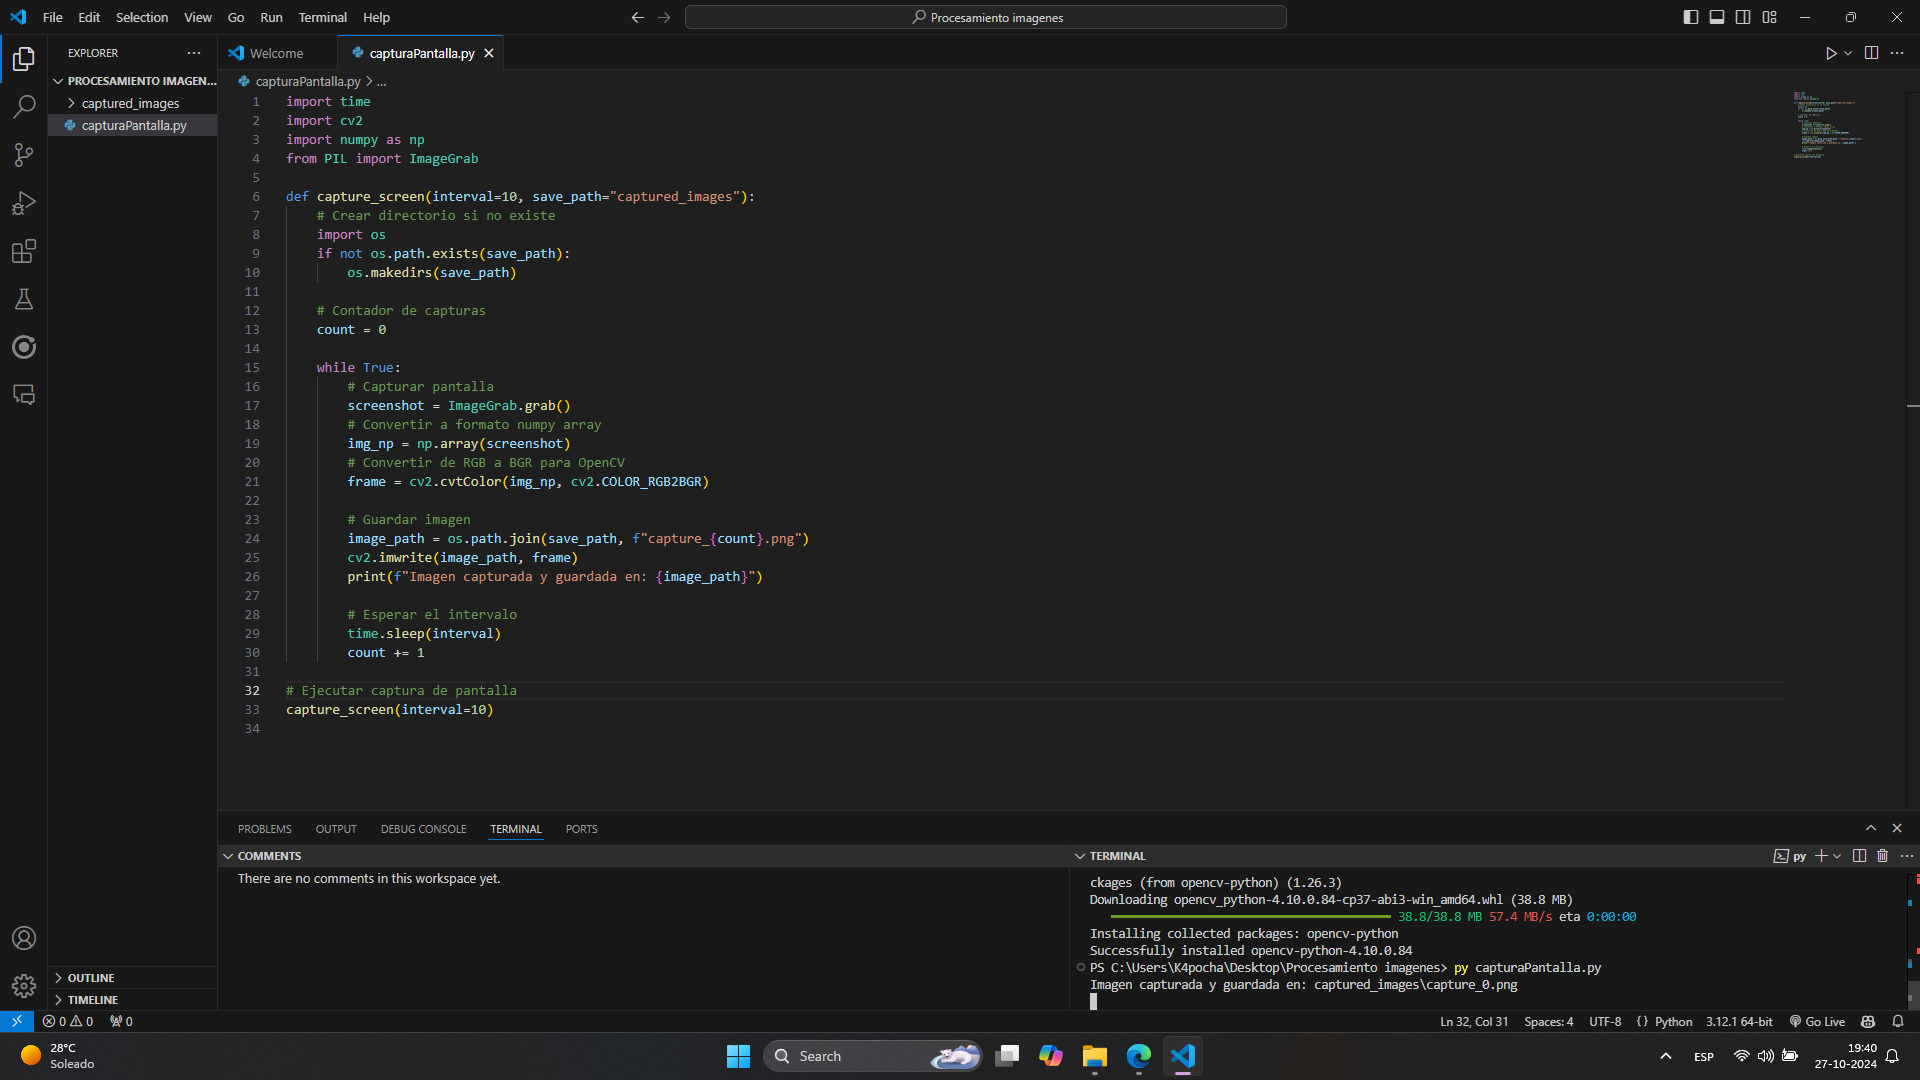 File Edit Selection View Go Run Terminal Help
Procesamiento imagenes
EXPLORER
PROCESAMIENTO IMAGEN...
captured_images
capturaPantalla.py
OUTLINE
TIMELINE
Welcome
capturaPantalla.py
capturaPantalla.py > ...
1 import time
2 import cv2
3 import numpy as np
4 from PIL import ImageGrab
5
6 def capture_screen(interval=10, save_path="captured_images"):
7 # Crear directorio si no existe
8 import os
9 if not os.path.exists(save_path):
10 os.makedirs(save_path)
11
12 # Contador de capturas
13 count = 0
14
15 while True:
16 # Capturar pantalla
17 screenshot = ImageGrab.grab()
18 # Convertir a formato numpy array
19 img_np = np.array(screenshot)
20 # Convertir de RGB a BGR para OpenCV
21 frame = cv2.cvtColor(img_np, cv2.COLOR_RGB2BGR)
22
23 # Guardar imagen
24 image_path = os.path.join(save_path, f"capture_{count}.png")
25 cv2.imwrite(image_path, frame)
26 print(f"Imagen capturada y guardada en: {image_path}")
27
28 # Esperar el intervalo
29 time.sleep(interval)
30 count += 1
31
32 # Ejecutar captura de pantalla
33 capture_screen(interval=10)
34
PROBLEMS OUTPUT DEBUG CONSOLE TERMINAL PORTS
COMMENTS
There are no comments in this workspace yet.
TERMINAL
py
ckages (from opencv-python) (1.26.3)
Downloading opencv_python-4.10.0.84-cp37-abi3-win_amd64.whl (38.8 MB)
38.8/38.8 MB 57.4 MB/s eta 0:00:00
Installing collected packages: opencv-python
Successfully installed opencv-python-4.10.0.84
PS C:\Users\K4pocha\Desktop\Procesamiento imagenes> py capturaPantalla.py
Imagen capturada y guardada en: captured_images\capture_0.png
0 0 0
Ln 32, Col 31 Spaces: 4 UTF-8 {} Python 3.12.1 64-bit Go Live
28°C
Soleado
Search
ESP
19:40
27-10-2024